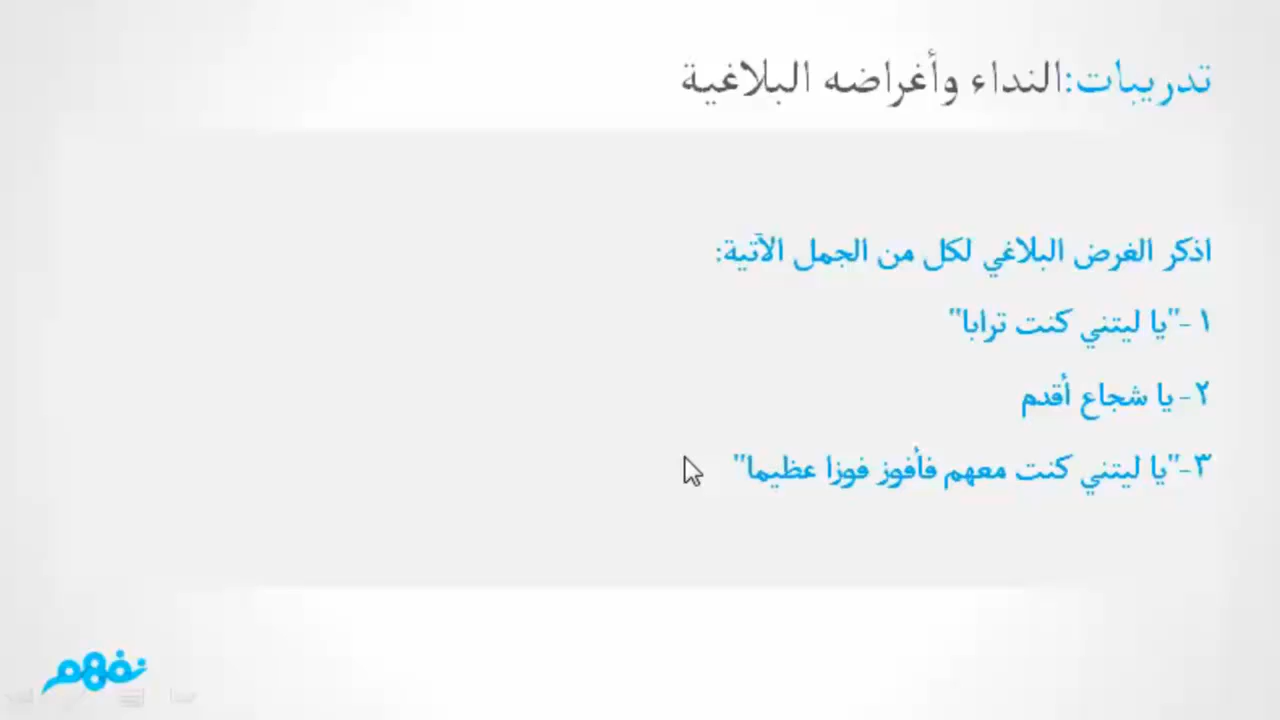 تدريبات:النداء وأغراضه البلاغية
اذكر الغرض البلاغي لكل من الجمل الآتية:
١-"يا ليتني كنت ترابا"
٢-يا شجاع أقدم
٣-"يا ليتني كنت معهم فأفوز فوزا عظيما"
نفهم